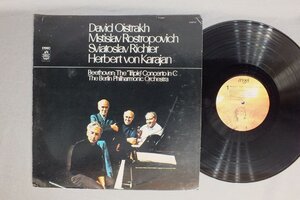 David Oistrakh
Mstislav Rostropovich
Sviatoslav Richter
Herbert von Karajan
Beethoven: The "Triple" Concerto in C
The Berlin Philharmonic Orchestra